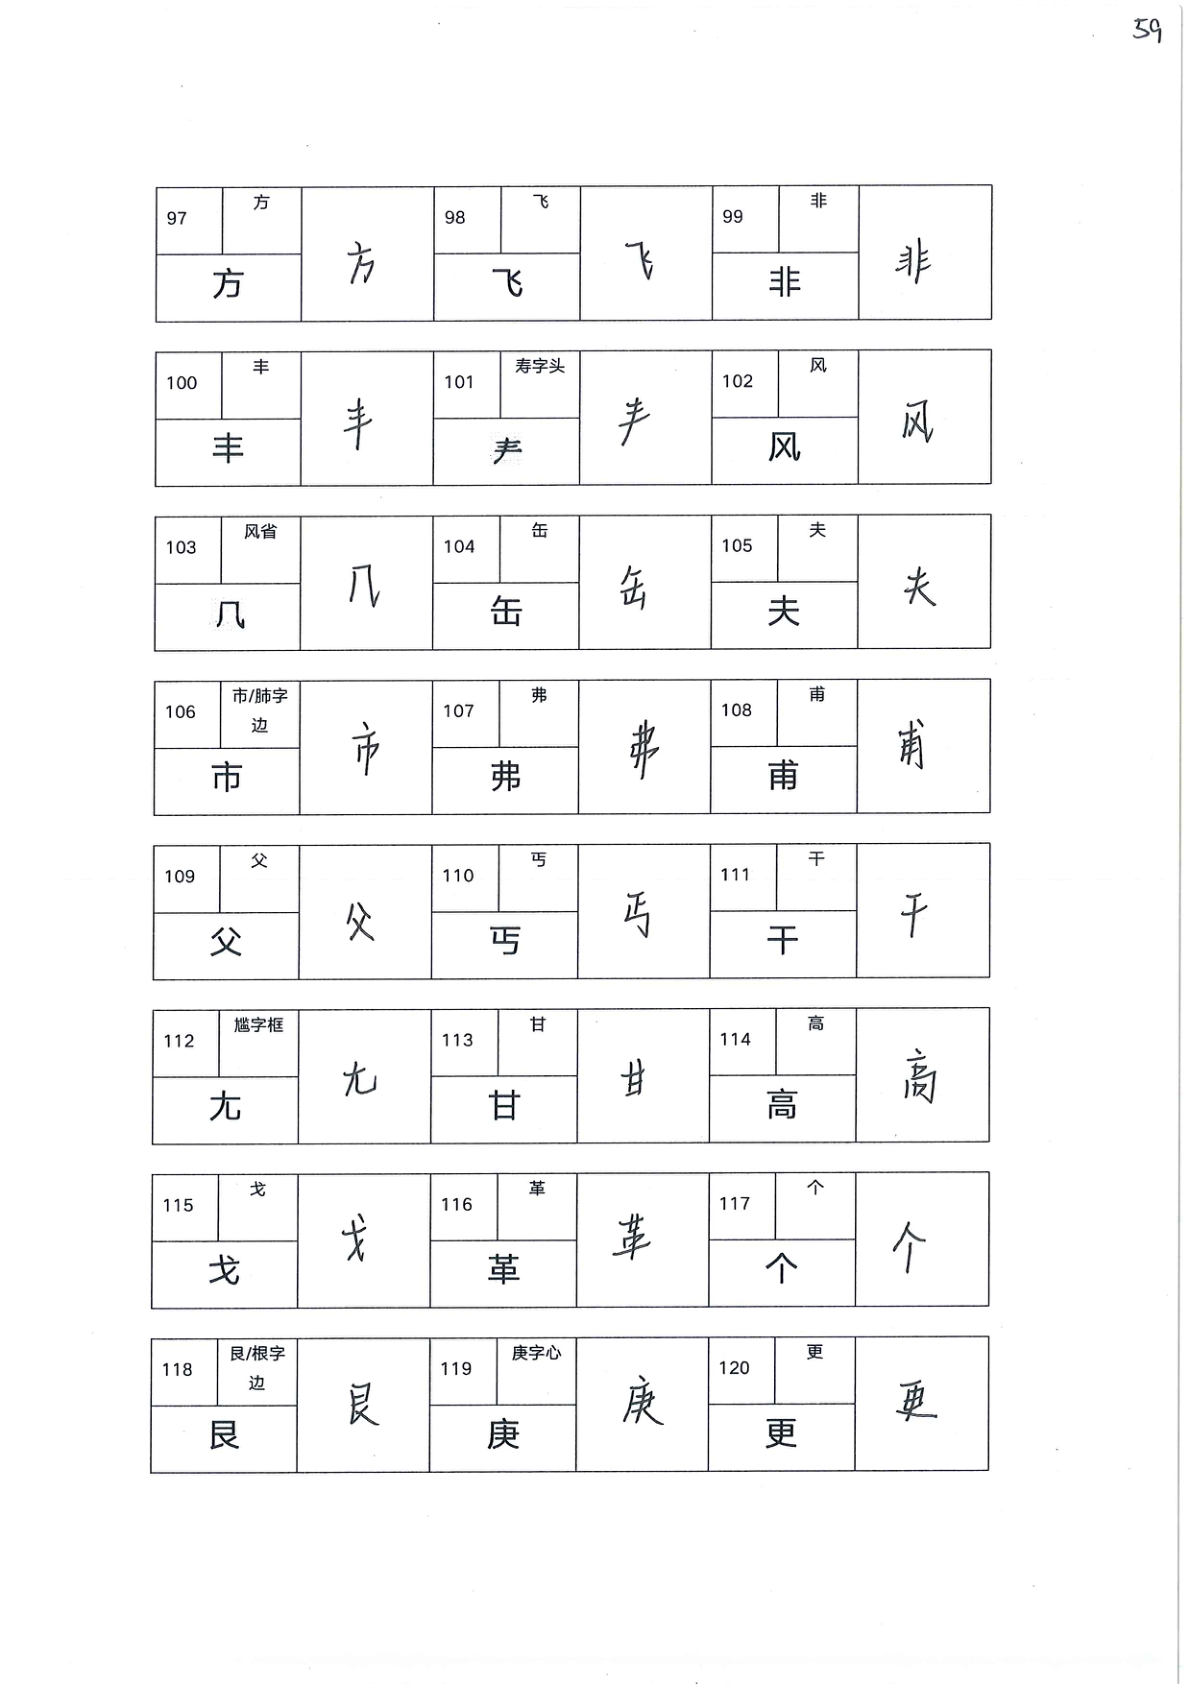 59
97 方 方 98 飞 飞 99 非 非
方 飞 非
100 丰 丰 101 寿字头 𡗗 102 风 风
丰 龵 风
103 风省 𠘨 104 缶 缶 105 夫 夫
𠘨 缶 夫
106 市/肺字 市 107 弗 弗 108 甫 甫
边
市 弗 甫
109 父 父 110 丐 丐 111 干 干
父 丐 干
112 尴字框 尢 113 甘 甘 114 高 高
尢 甘 高
115 戈 戈 116 革 革 117 个 个
戈 革 个
118 艮/根字 艮 119 庚字心 庚 120 更 更
边
艮 庚 更